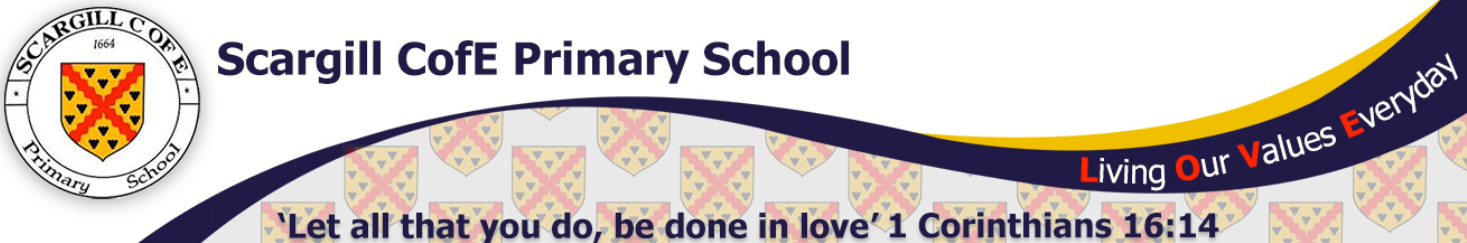 SCARGILL C OF E
1664
Primary School
Scargill CofE Primary School
Living Our Values Everyday
‘Let all that you do, be done in love’ 1 Corinthians 16:14